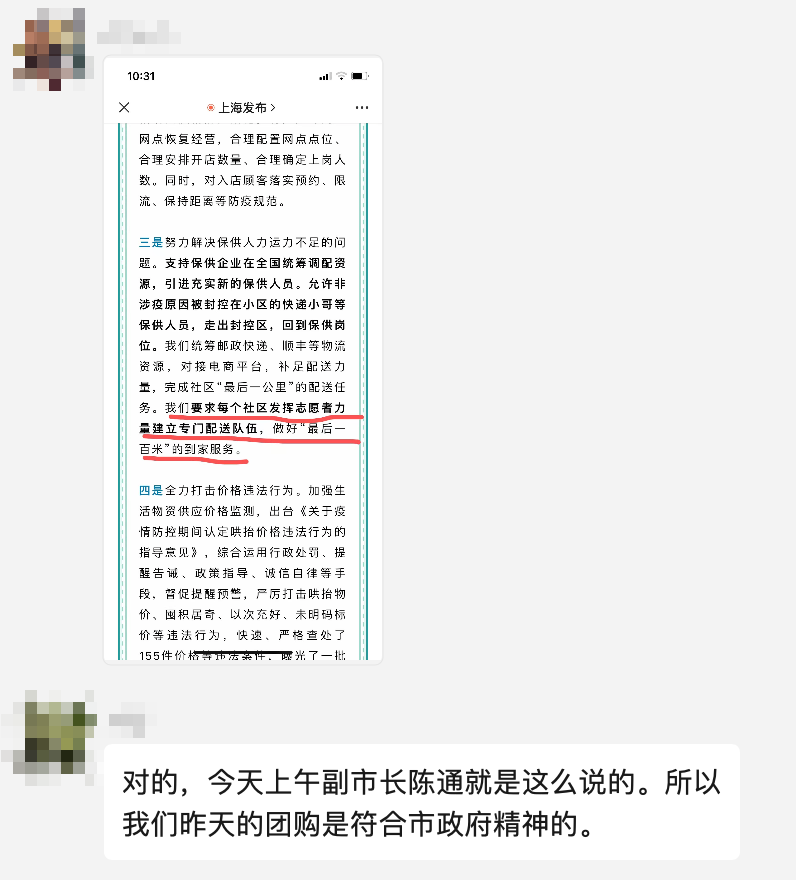 10:31
上海发布
网点恢复经营，合理配置网点点位、
合理安排开店数量、合理确定上岗人
数。同时，对入店顾客落实预约、限
流、保持距离等防疫规范。
三是努力解决保供人力运力不足的问
题。支持保供企业在全国统筹调配资
源，引进充实新的保供人员。允许非
涉疫原因被封控在小区的快递小哥等
保供人员，走出封控区，回到保供岗
位。我们统筹邮政快递、顺丰等物流
资源，对接电商平台，补足配送力
量，完成社区“最后一公里”的配送任
务。我们要求每个社区发挥志愿者力
量建立专门配送队伍，做好“最后一
百米”的到家服务。
四是全力打击价格违法行为。加强生
活物资供应价格监测，出台《关于疫
情防控期间认定哄抬价格违法行为的
指导意见》，综合运用行政处罚、提
醒告诫、政策指导、诚信自律等手
段，督促提醒预警，严厉打击哄抬物
价、囤积居奇、以次充好、未明码标
价等违法行为，快速、严格查处了
155件价格等违法案件，曝光了一批
对的，今天上午副市长陈通就是这么说的。所以
我们昨天的团购是符合市政府精神的。